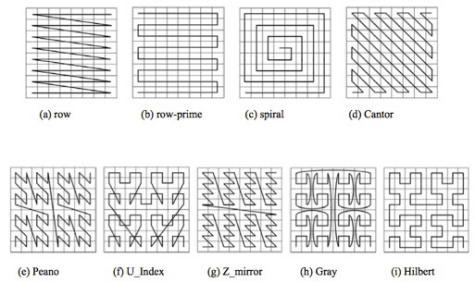 (a) row
(b) row-prime
(c) spiral
(d) Cantor
(e) Peano
(f) U_Index
(g) Z_mirror
(h) Gray
(i) Hilbert